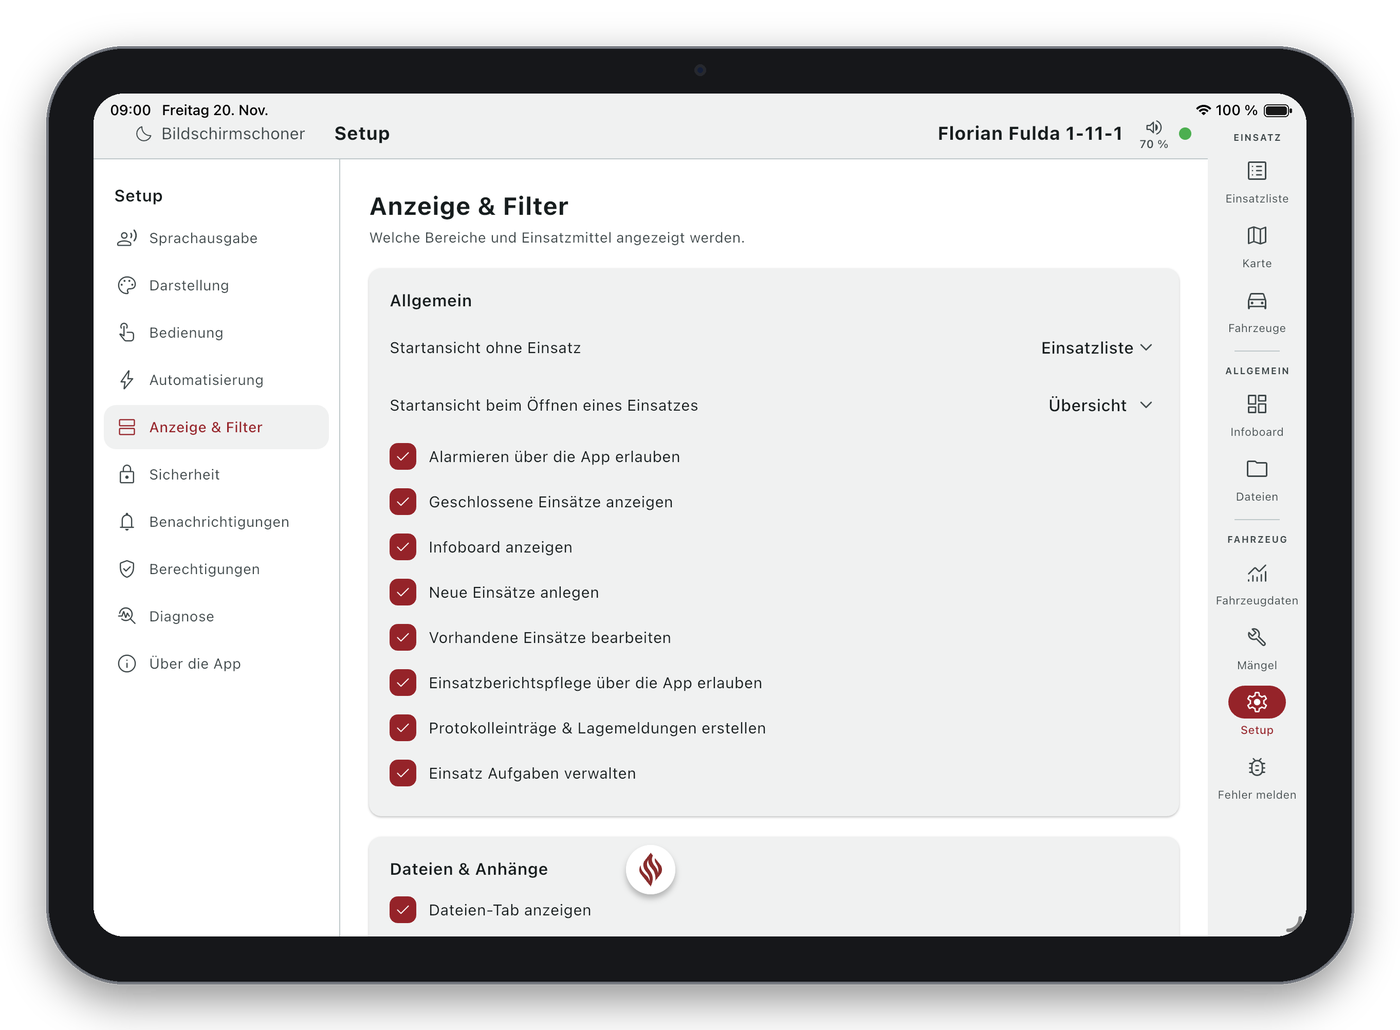 09:00 Freitag 20. Nov.
100 %
Bildschirmschoner
Setup
Florian Fulda 1-11-1
70 %
Setup
Sprachausgabe
Darstellung
Bedienung
Automatisierung
Anzeige & Filter
Sicherheit
Benachrichtigungen
Berechtigungen
Diagnose
Über die App
Anzeige & Filter
Welche Bereiche und Einsatzmittel angezeigt werden.
Allgemein
Startansicht ohne Einsatz
Einsatzliste
Startansicht beim Öffnen eines Einsatzes
Übersicht
Alarmieren über die App erlauben
Geschlossene Einsätze anzeigen
Infoboard anzeigen
Neue Einsätze anlegen
Vorhandene Einsätze bearbeiten
Einsatzberichtspflege über die App erlauben
Protokolleinträge & Lagemeldungen erstellen
Einsatz Aufgaben verwalten
Dateien & Anhänge
Dateien-Tab anzeigen
EINSATZ
Einsatzliste
Karte
Fahrzeuge
ALLGEMEIN
Infoboard
Dateien
FAHRZEUG
Fahrzeugdaten
Mängel
Setup
Fehler melden